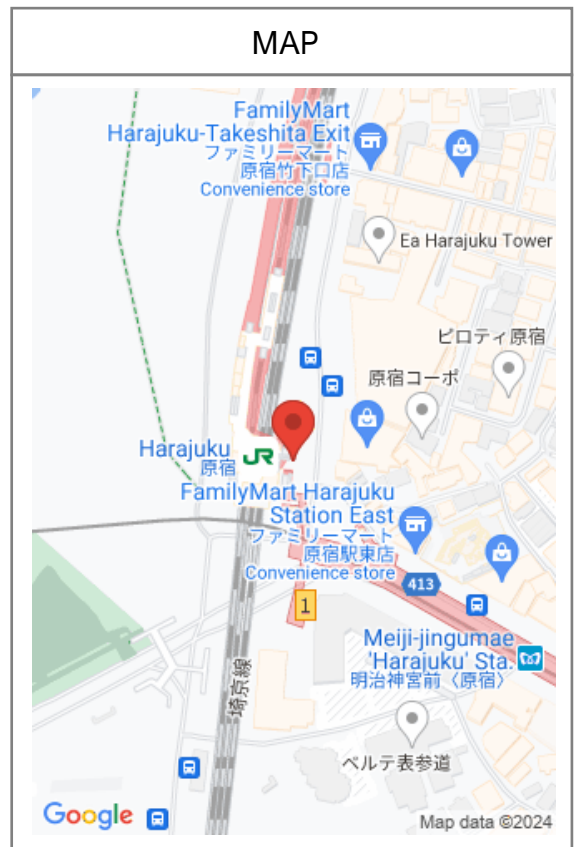 MAP
FamilyMart
Harajuku-Takeshita Exit
ファミリーマート
原宿竹下口店
Convenience store
Ea Harajuku Tower
ピロティ原宿
原宿コーポ
Harajuku
原宿
JR
FamilyMart Harajuku
Station East
ファミリーマート
原宿駅東店
Convenience store
413
1
Meiji-jingumae
'Harajuku' Sta.
明治神宮前〈原宿〉
埼京線
ベルテ表参道
Google
Map data ©2024